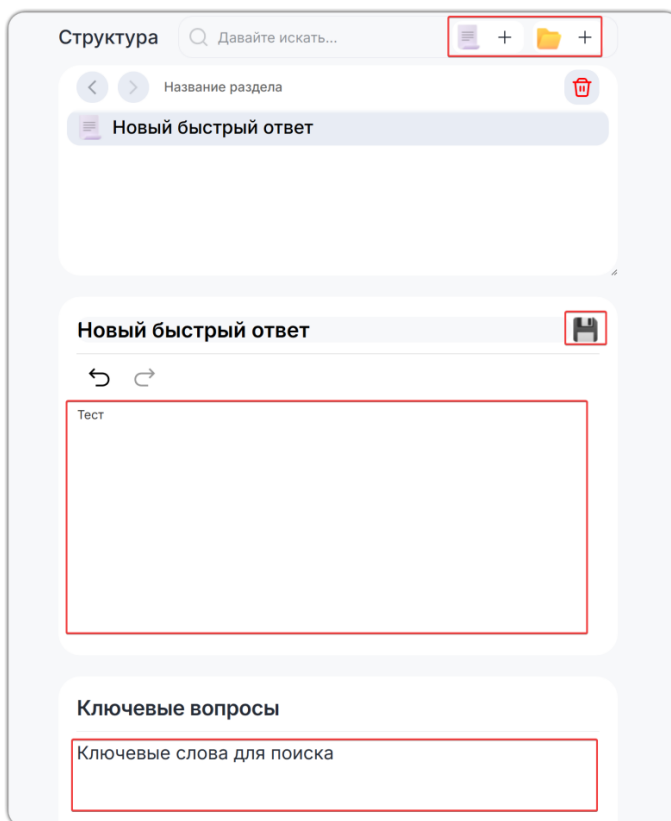 Структура
Давайте искать...
Название раздела
Новый быстрый ответ
Новый быстрый ответ
Тест
Ключевые вопросы
Ключевые слова для поиска